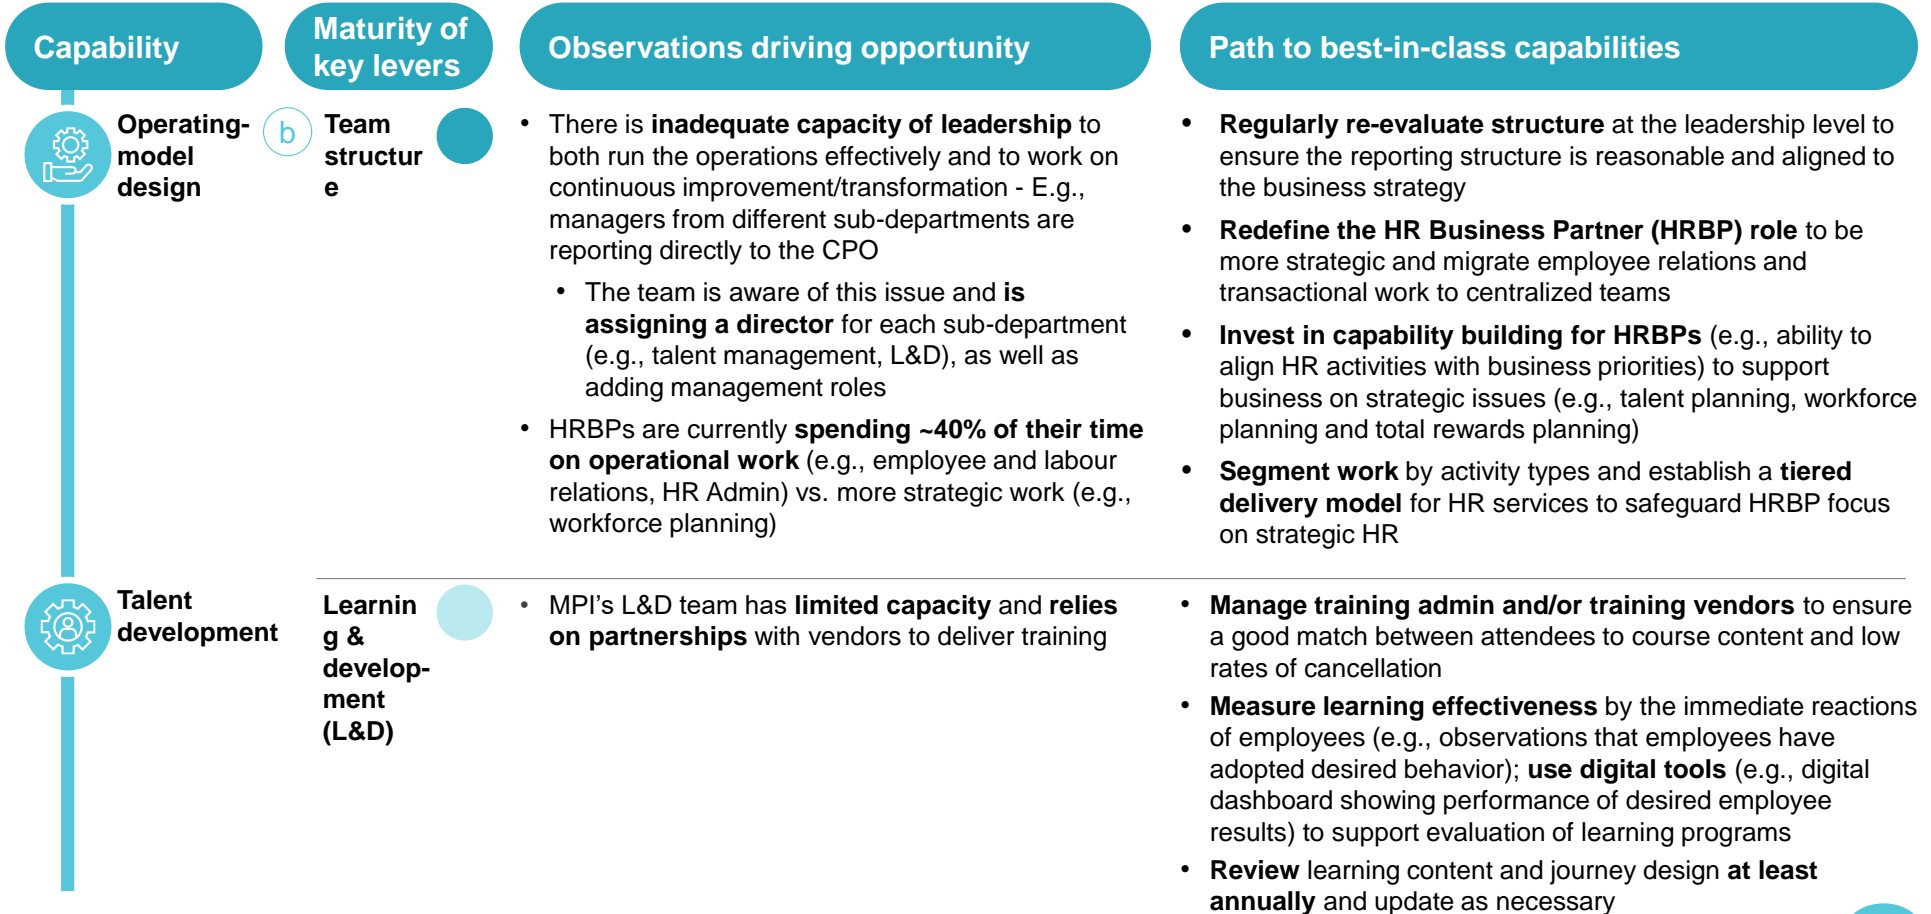 Capability
Maturity of
key levers
Observations driving opportunity
Path to best-in-class capabilities
Operating-
model
design
b
Team
structur
e
• There is inadequate capacity of leadership to
both run the operations effectively and to work on
continuous improvement/transformation - E.g.,
managers from different sub-departments are
reporting directly to the CPO
• The team is aware of this issue and is
assigning a director for each sub-department
(e.g., talent management, L&D), as well as
adding management roles
• HRBPs are currently spending ~40% of their time
on operational work (e.g., employee and labour
relations, HR Admin) vs. more strategic work (e.g.,
workforce planning)
• Regularly re-evaluate structure at the leadership level to
ensure the reporting structure is reasonable and aligned to
the business strategy
• Redefine the HR Business Partner (HRBP) role to be
more strategic and migrate employee relations and
transactional work to centralized teams
• Invest in capability building for HRBPs (e.g., ability to
align HR activities with business priorities) to support
business on strategic issues (e.g., talent planning, workforce
planning and total rewards planning)
• Segment work by activity types and establish a tiered
delivery model for HR services to safeguard HRBP focus
on strategic HR
Talent
development
Learnin
g &
develop-
ment
(L&D)
• MPI's L&D team has limited capacity and relies
on partnerships with vendors to deliver training
• Manage training admin and/or training vendors to ensure
a good match between attendees to course content and low
rates of cancellation
• Measure learning effectiveness by the immediate reactions
of employees (e.g., observations that employees have
adopted desired behavior); use digital tools (e.g., digital
dashboard showing performance of desired employee
results) to support evaluation of learning programs
• Review learning content and journey design at least
annually and update as necessary